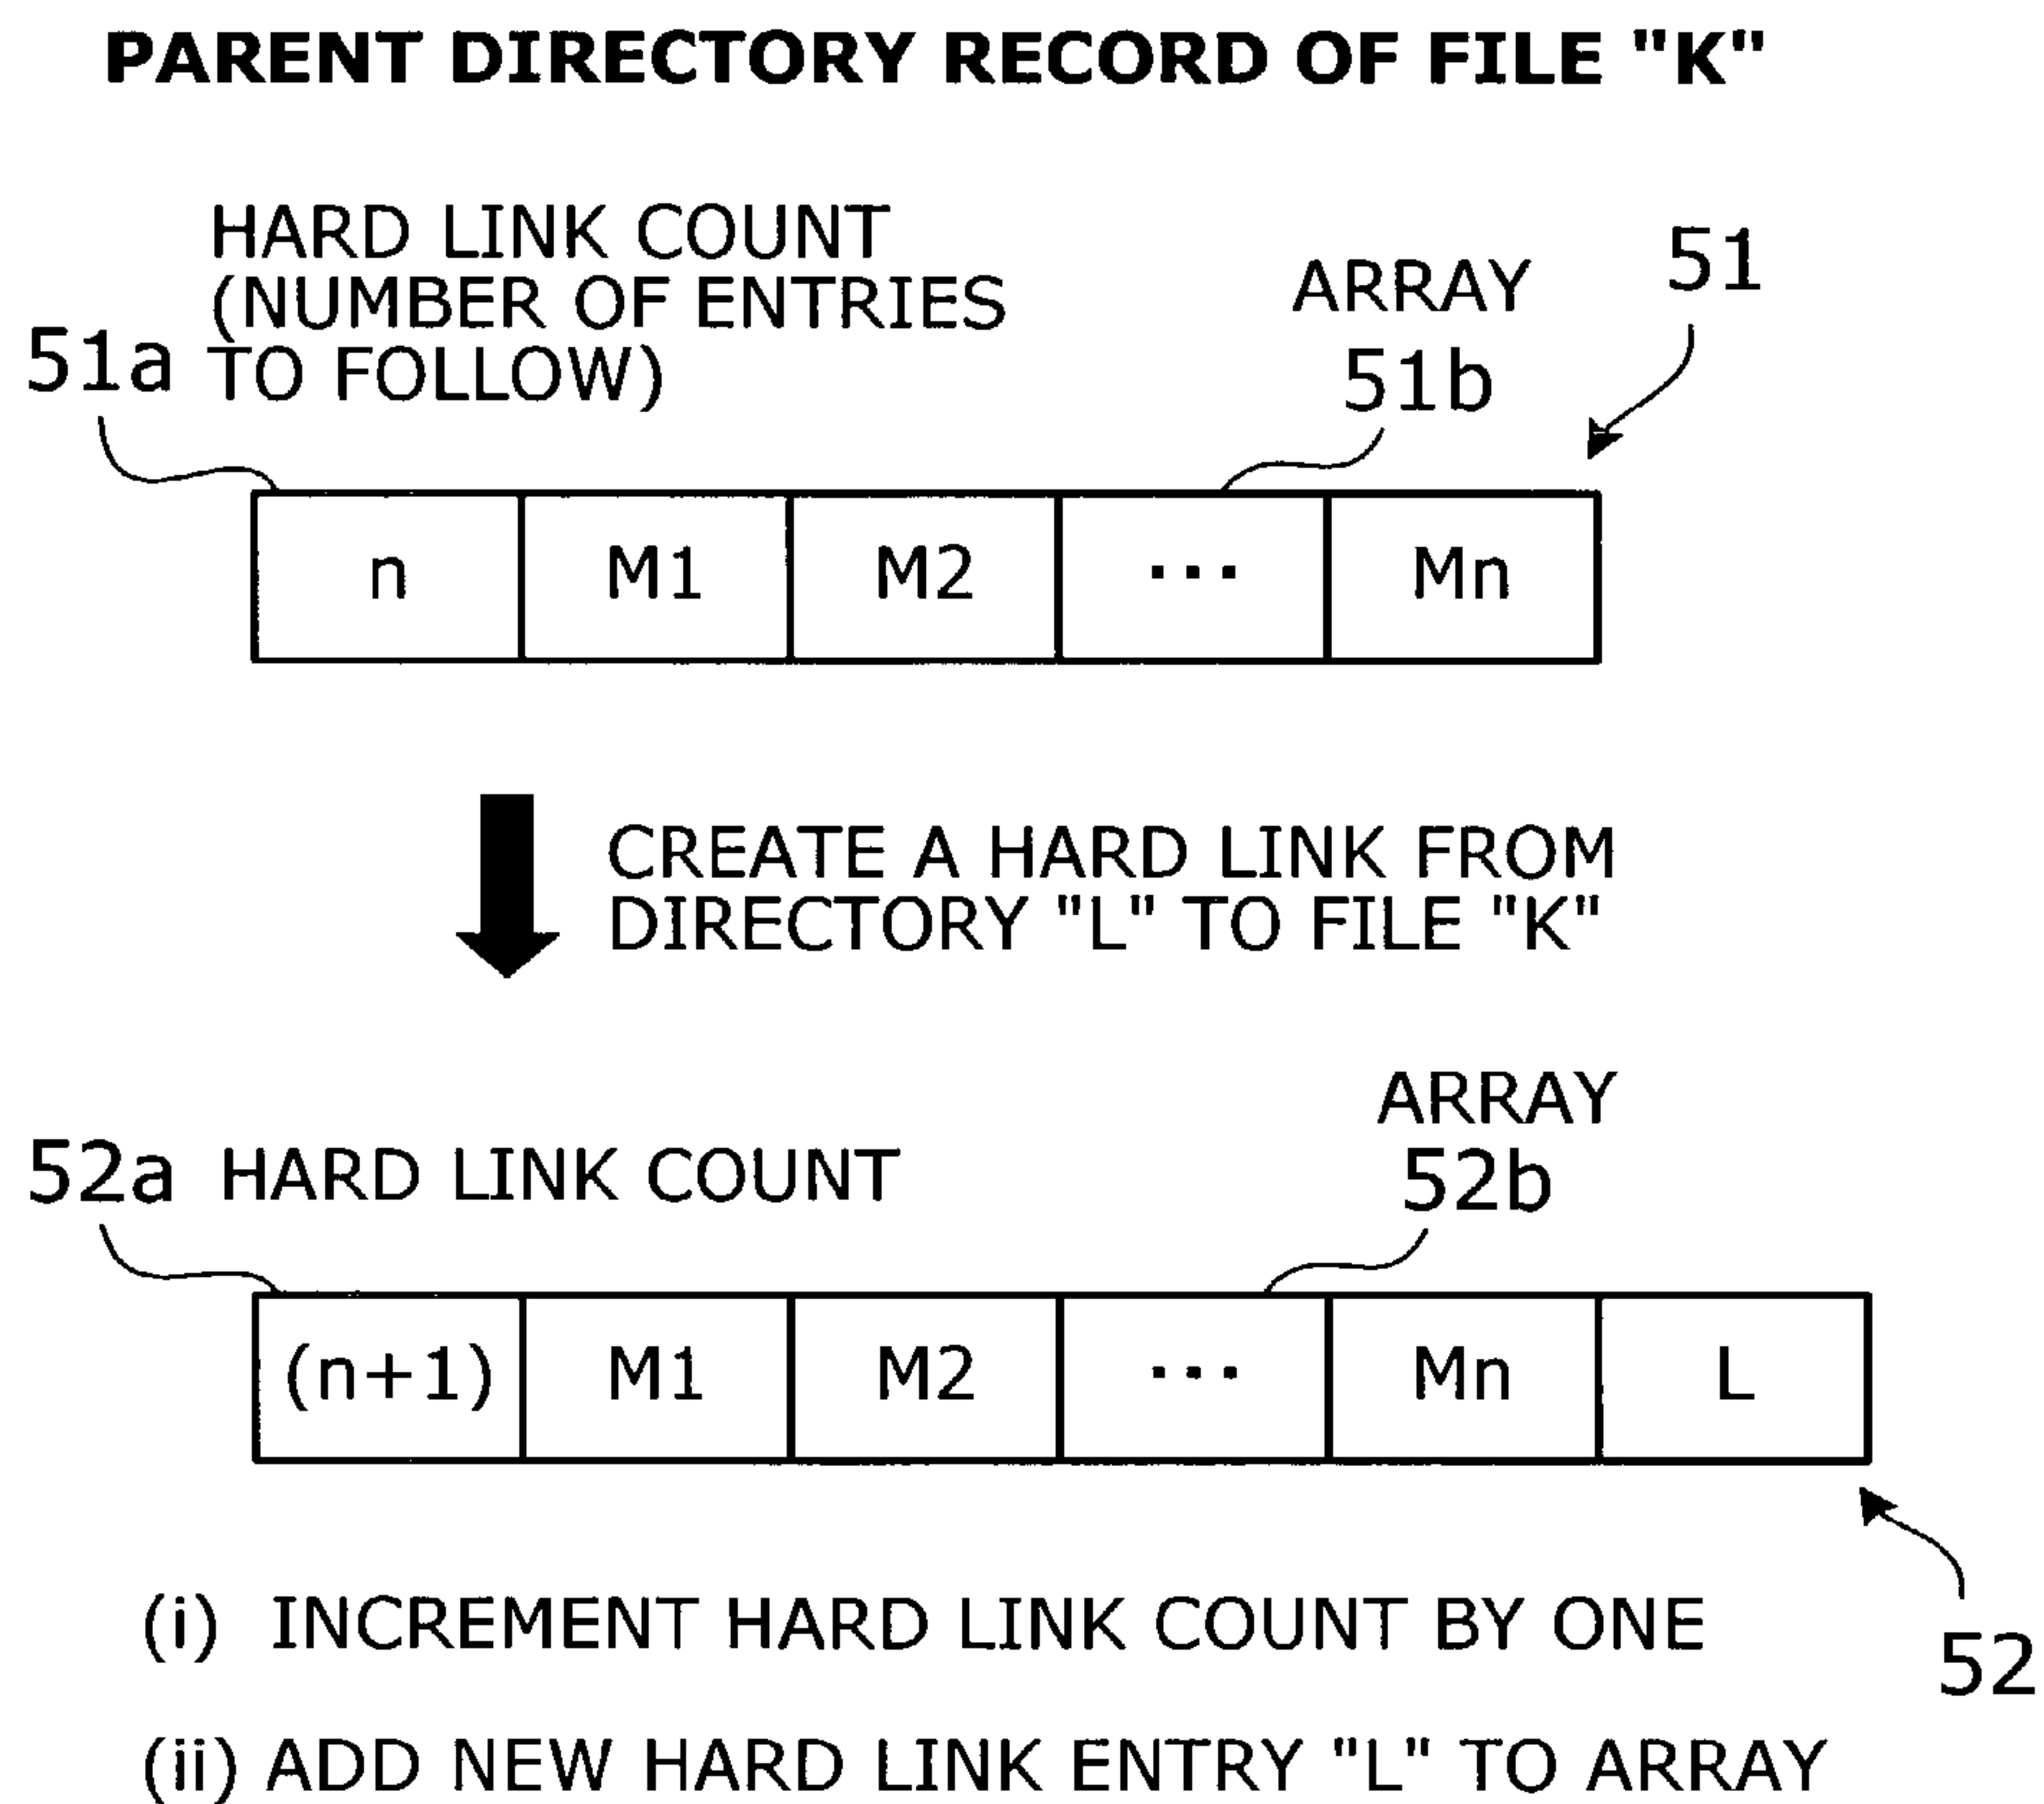 PARENT DIRECTORY RECORD OF FILE "K"
HARD LINK COUNT
(NUMBER OF ENTRIES
TO FOLLOW)
51a
ARRAY
51b
51
n M1 M2 ... Mn
CREATE A HARD LINK FROM
DIRECTORY "L" TO FILE "K"
ARRAY
52b
52a HARD LINK COUNT
(n+1) M1 M2 ... Mn L
52
(i) INCREMENT HARD LINK COUNT BY ONE
(ii) ADD NEW HARD LINK ENTRY "L" TO ARRAY